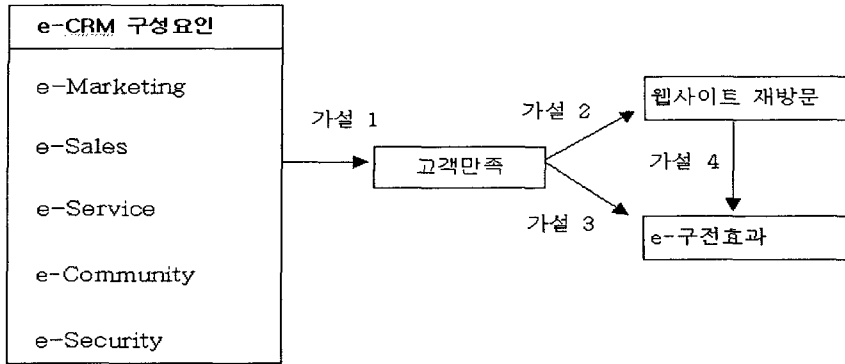 e-CRM 구성요인
e-Marketing
e-Sales
e-Service
e-Community
e-Security
가설 1
고객만족
가설 2
가설 3
웹사이트 재방문
가설 4
e-구전효과